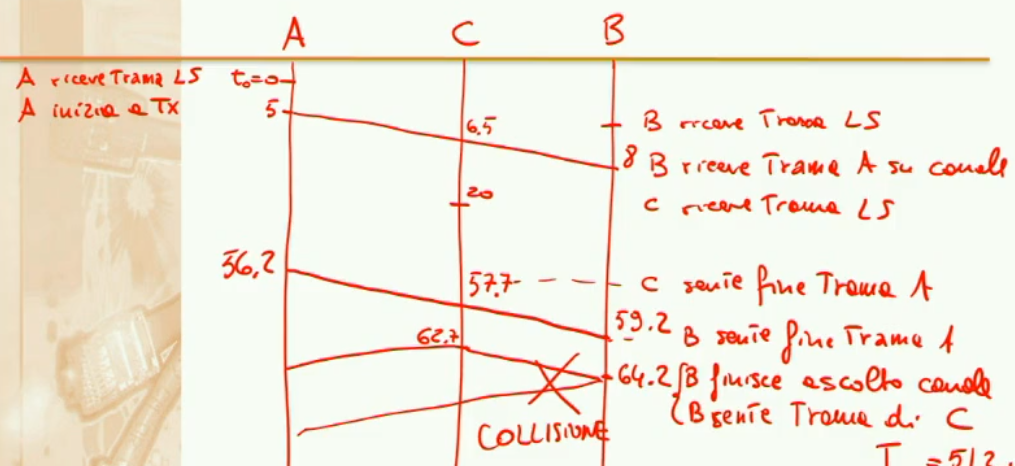 A C B
A riceve Trama LS t₀=0
A inizia a TX 5
6.5
B riceve Trama LS
8 B riceve Trama A su canale
20
C riceve Trama LS
56,2
57.7 - - - C sente fine Trama A
59.2 B sente fine Trama A
62.7
64.2 { B finisce ascolto canale
( B sente Trama di C
COLLISIONE
T = 512